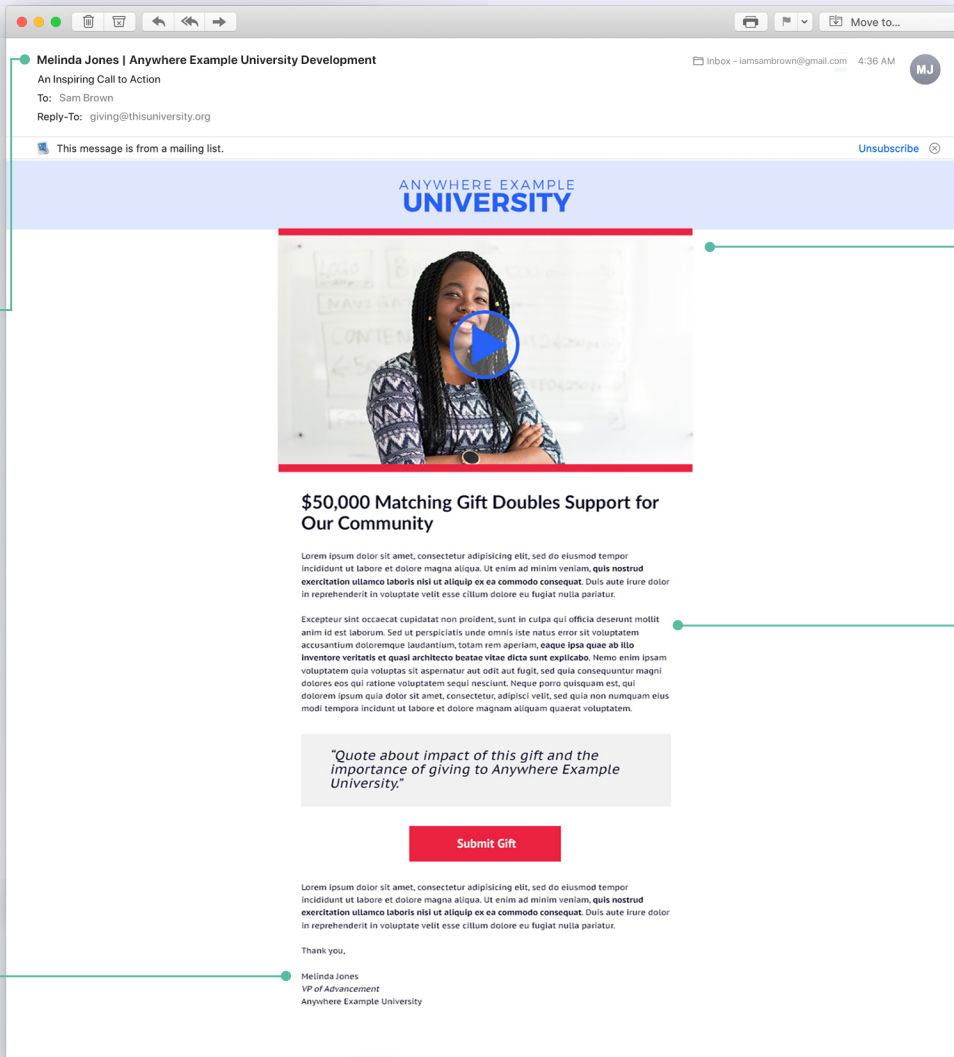 Move to...
Melinda Jones | Anywhere Example University Development
Inbox - iamsambrown@gmail.com 4:36 AM
MJ
An Inspiring Call to Action
To: Sam Brown
Reply-To: giving@thisuniversity.org
This message is from a mailing list.
Unsubscribe
ANYWHERE EXAMPLE
UNIVERSITY
LOGO
CONTENT
$50,000 Matching Gift Doubles Support for
Our Community
Lorem ipsum dolor sit amet, consectetur adipisicing elit, sed do eiusmod tempor
incididunt ut labore et dolore magna aliqua. Ut enim ad minim veniam, quis nostrud
exercitation ullamco laboris nisi ut aliquip ex ea commodo consequat. Duis aute irure dolor
in reprehenderit in voluptate velit esse cillum dolore eu fugiat nulla pariatur.
Excepteur sint occaecat cupidatat non proident, sunt in culpa qui officia deserunt mollit
anim id est laborum. Sed ut perspiciatis unde omnis iste natus error sit voluptatem
accusantium doloremque laudantium, totam rem aperiam, eaque ipsa quae ab illo
inventore veritatis et quasi architecto beatae vitae dicta sunt explicabo. Nemo enim ipsam
voluptatem quia voluptas sit aspernatur aut odit aut fugit, sed quia consequuntur magni
dolores eos qui ratione voluptatem sequi nesciunt. Neque porro quisquam est, qui
dolorem ipsum quia dolor sit amet, consectetur, adipisci velit, sed quia non numquam eius
modi tempora incidunt ut labore et dolore magnam aliquam quaerat voluptatem.
“Quote about impact of this gift and the
importance of giving to Anywhere Example
University.”
Submit Gift
Lorem ipsum dolor sit amet, consectetur adipisicing elit, sed do eiusmod tempor
incididunt ut labore et dolore magna aliqua. Ut enim ad minim veniam, quis nostrud
exercitation ullamco laboris nisi ut aliquip ex ea commodo consequat. Duis aute irure dolor
in reprehenderit in voluptate velit esse cillum dolore eu fugiat nulla pariatur.
Thank you,
Melinda Jones
VP of Advancement
Anywhere Example University